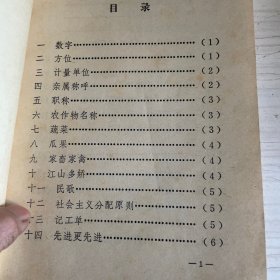 目录
一 数字………………………(1)
二 方位………………………(1)
三 计量单位…………………(2)
四 亲属称呼…………………(2)
五 职称………………………(3)
六 农作物名称………………(3)
七 蔬菜………………………(3)
八 瓜果………………………(4)
九 家畜家禽…………………(4)
十 江山多娇…………………(4)
十一 民歌……………………(5)
十二 社会主义分配原则……(5)
十三 记工单…………………(5)
十四 先进更先进……………(6)
—1—